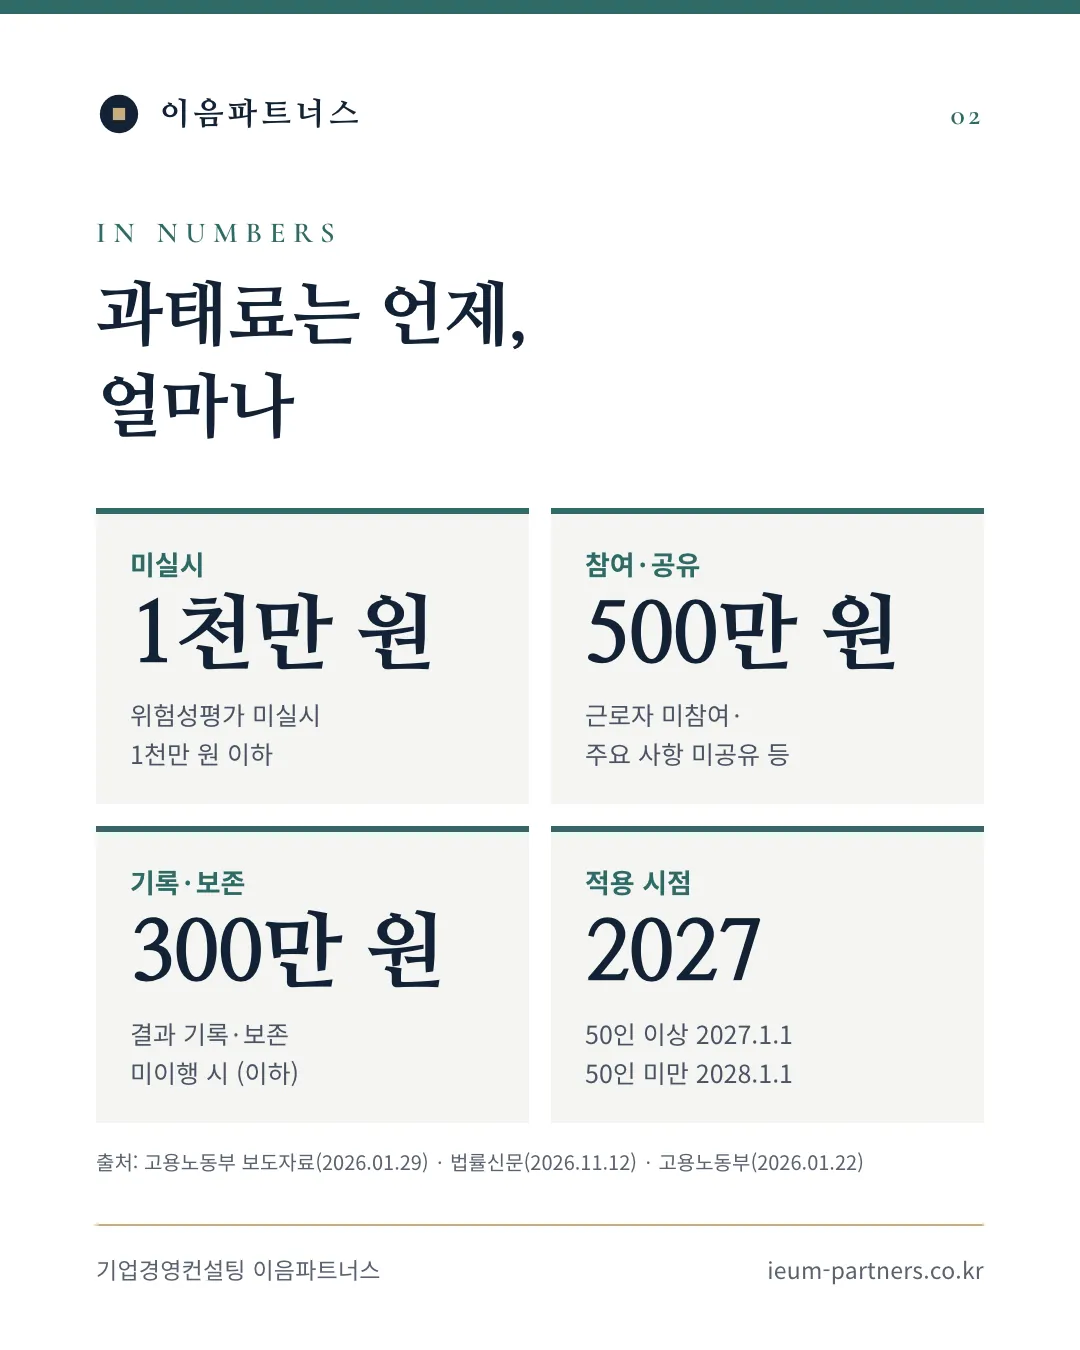 이음파트너스
02
IN NUMBERS
과태료는 언제,
얼마나
미실시
1천만 원
위험성평가 미실시
1천만 원 이하
참여·공유
500만 원
근로자 미참여·
주요 사항 미공유 등
기록·보존
300만 원
결과 기록·보존
미이행 시 (이하)
적용 시점
2027
50인 이상 2027.1.1
50인 미만 2028.1.1
출처: 고용노동부 보도자료(2026.01.29) · 법률신문(2026.11.12) · 고용노동부(2026.01.22)
기업경영컨설팅 이음파트너스
ieum-partners.co.kr